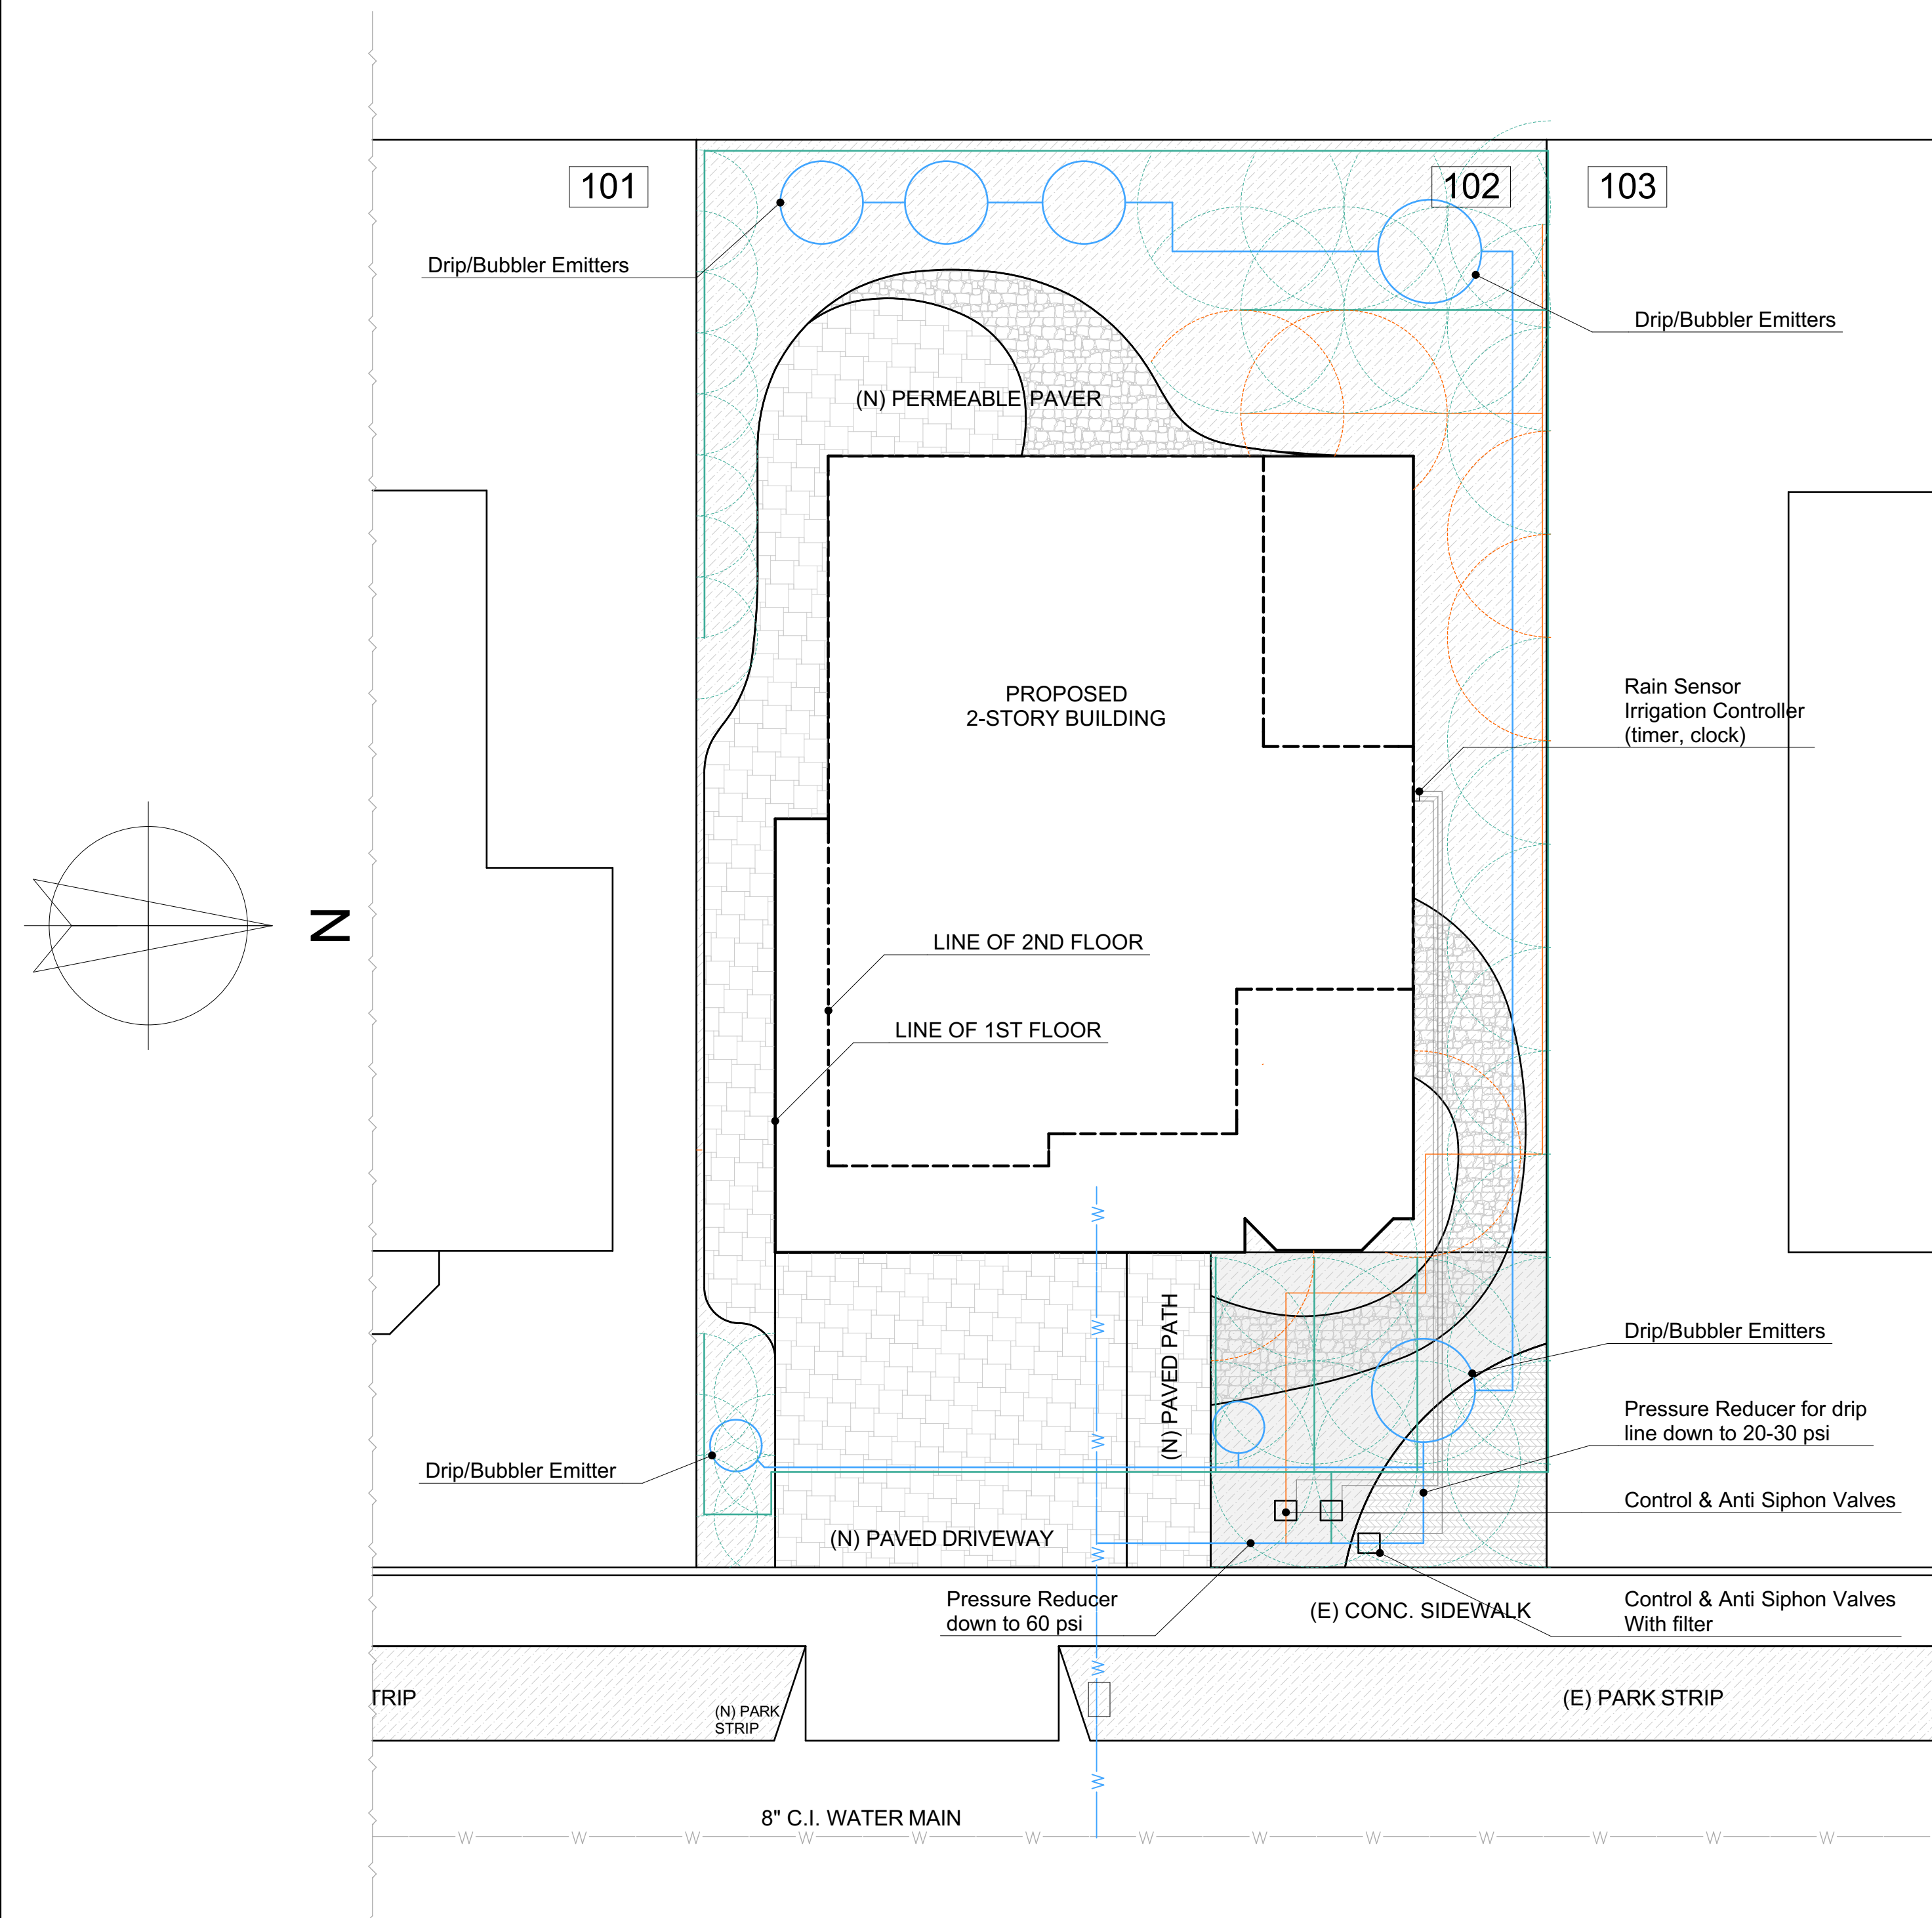 101
102
103
Drip/Bubbler Emitters
Drip/Bubbler Emitters
(N) PERMEABLE PAVER
PROPOSED
2-STORY BUILDING
Rain Sensor
Irrigation Controller
(timer, clock)
N
LINE OF 2ND FLOOR
LINE OF 1ST FLOOR
W
W
W
W
W
W
(N) PAVED PATH
Drip/Bubbler Emitters
Pressure Reducer for drip
line down to 20-30 psi
Drip/Bubbler Emitter
Control & Anti Siphon Valves
(N) PAVED DRIVEWAY
Pressure Reducer
down to 60 psi
(E) CONC. SIDEWALK
Control & Anti Siphon Valves
With filter
TRIP
(N) PARK
STRIP
(E) PARK STRIP
8" C.I. WATER MAIN
W W W W W W W W W W W W W